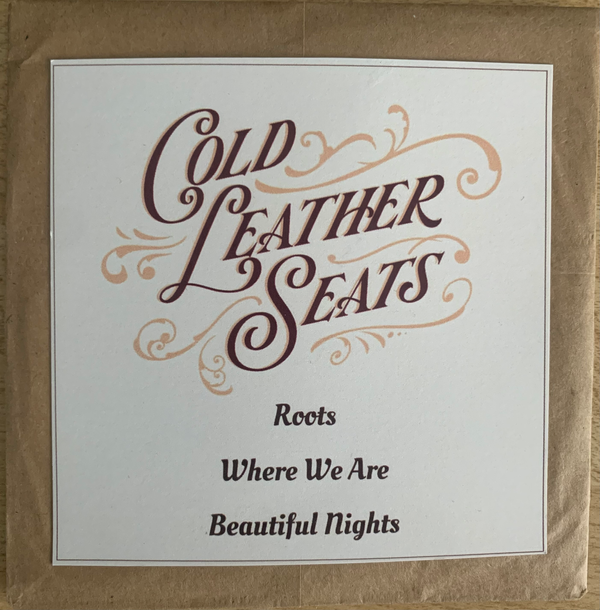 COLD
LEATHER
SEATS
Roots
Where We Are
Beautiful Nights